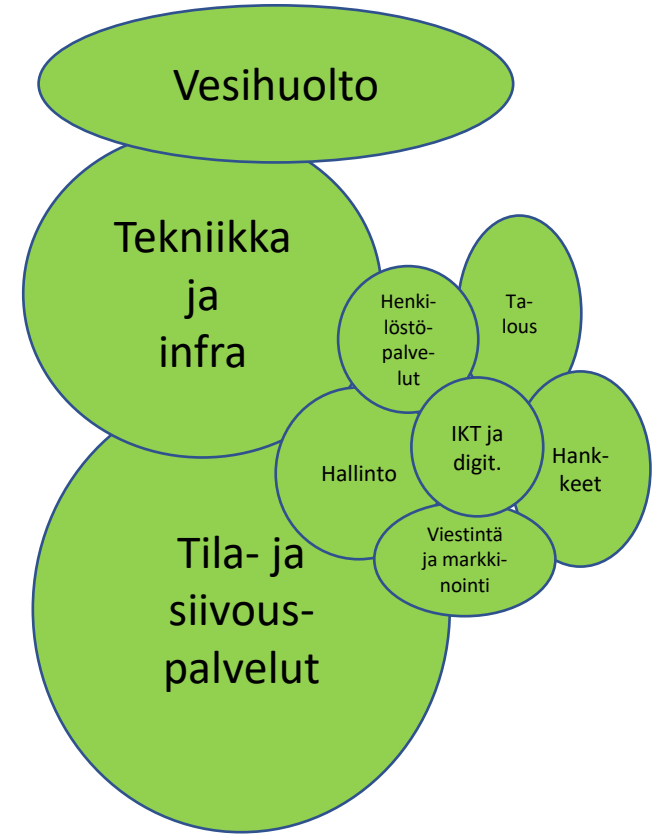 Vesihuolto
Tekniikka
ja
infra
Henki-
löstö-
palve-
lut
Ta-
lous
IKT ja
digit.
Hank-
keet
Hallinto
Viestintä
ja markki-
nointi
Tila- ja
siivous-
palvelut